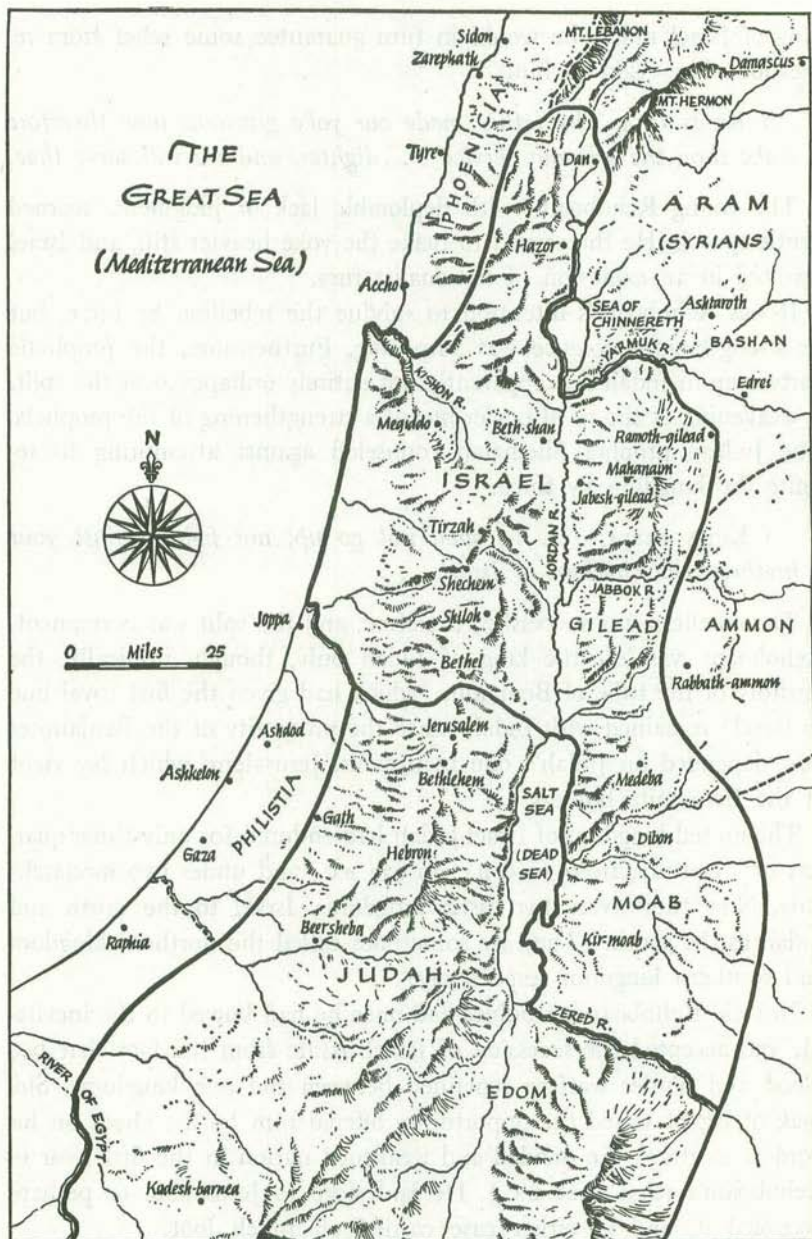 Sidon
Zarephath
MT. LEBANON
Damascus
MT. HERMON
THE
GREAT SEA
(Mediterranean Sea)
Tyre
PHOENICIA
Dan
ARAM
(SYRIANS)
Hazor
Accho
SEA OF
CHINNERETH
Ashtaroth
BASHAN
YARMUK R.
KISHON R.
Edrei
Megiddo
Beth-shan
Ramoth-gilead
Mahanaim
ISRAEL
Jabesh-gilead
N
JORDAN R.
Tirzah
Shechem
JABBOK R.
Joppa
Shiloh
GILEAD
AMMON
0 Miles 25
Bethel
Rabbath-ammon
Jerusalem
Ashdod
Ashkelon
Bethlehem
SALT
SEA
Medeba
PHILISTIA
Gath
Dibon
Gaza
Hebron
(DEAD
SEA)
MOAB
Raphia
Beersheba
Kir-moab
JUDAH
ZERED R.
RIVER
OF
EGYPT
EDOM
Kadesh-barnea